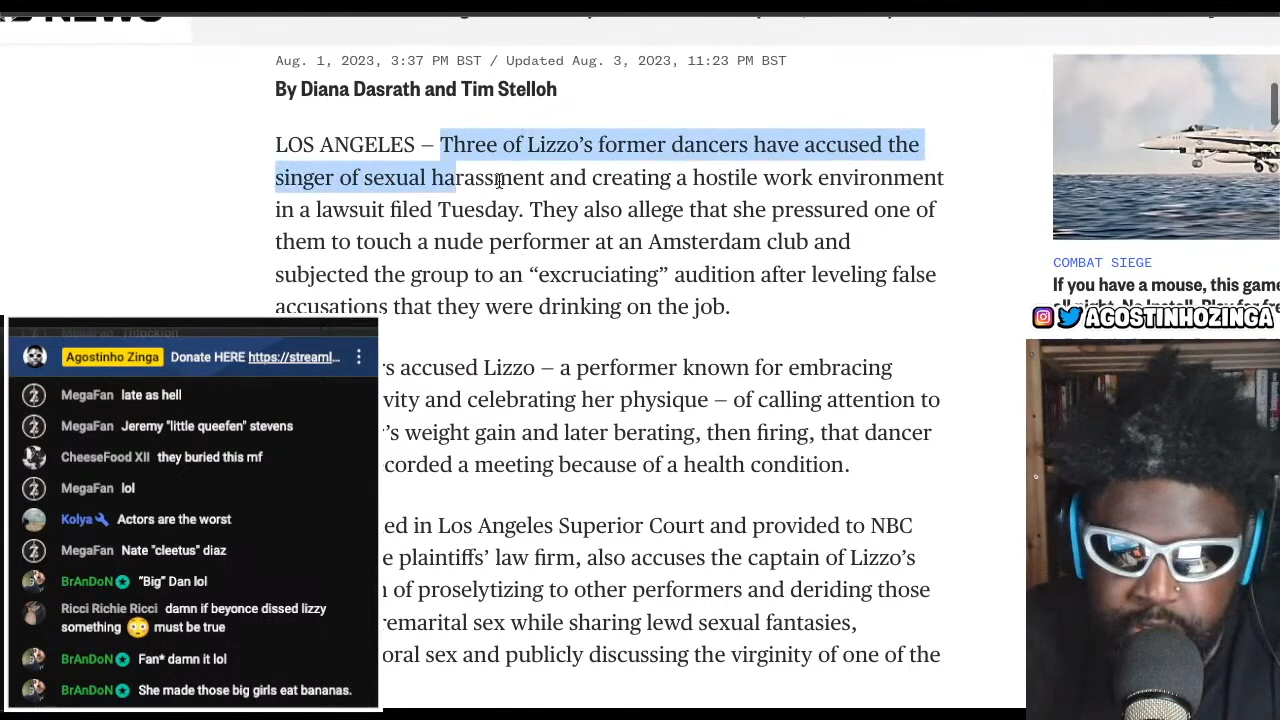 NEWS
Aug. 1, 2023, 3:37 PM BST / Updated Aug. 3, 2023, 11:23 PM BST
By Diana Dasrath and Tim Stelloh
LOS ANGELES — Three of Lizzo’s former dancers have accused the
singer of sexual harassment and creating a hostile work environment
in a lawsuit filed Tuesday. They also allege that she pressured one of
them to touch a nude performer at an Amsterdam club and
subjected the group to an “excruciating” audition after leveling false
accusations that they were drinking on the job.
accused Lizzo — a performer known for embracing
and celebrating her physique — of calling attention to
weight gain and later berating, then firing, that dancer
a meeting because of a health condition.
in Los Angeles Superior Court and provided to NBC
plaintiffs’ law firm, also accuses the captain of Lizzo’s
of proselytizing to other performers and deriding those
sex while sharing lewd sexual fantasies,
oral sex and publicly discussing the virginity of one of the
COMBAT SIEGE
If you have a mouse, this game
AGOSTINHOZINGA
Agostinho Zinga Donate HERE https://streaml...
MegaFan late as hell
MegaFan Jeremy "little queefen" stevens
CheeseFood XII they buried this mf
MegaFan lol
Kolya Actors are the worst
MegaFan Nate "cleetus" diaz
BrAnDoN “Big” Dan lol
Ricci Richie Ricci damn if beyonce dissed lizzy
something 😳 must be true
BrAnDoN Fan* damn it lol
BrAnDoN She made those big girls eat bananas.